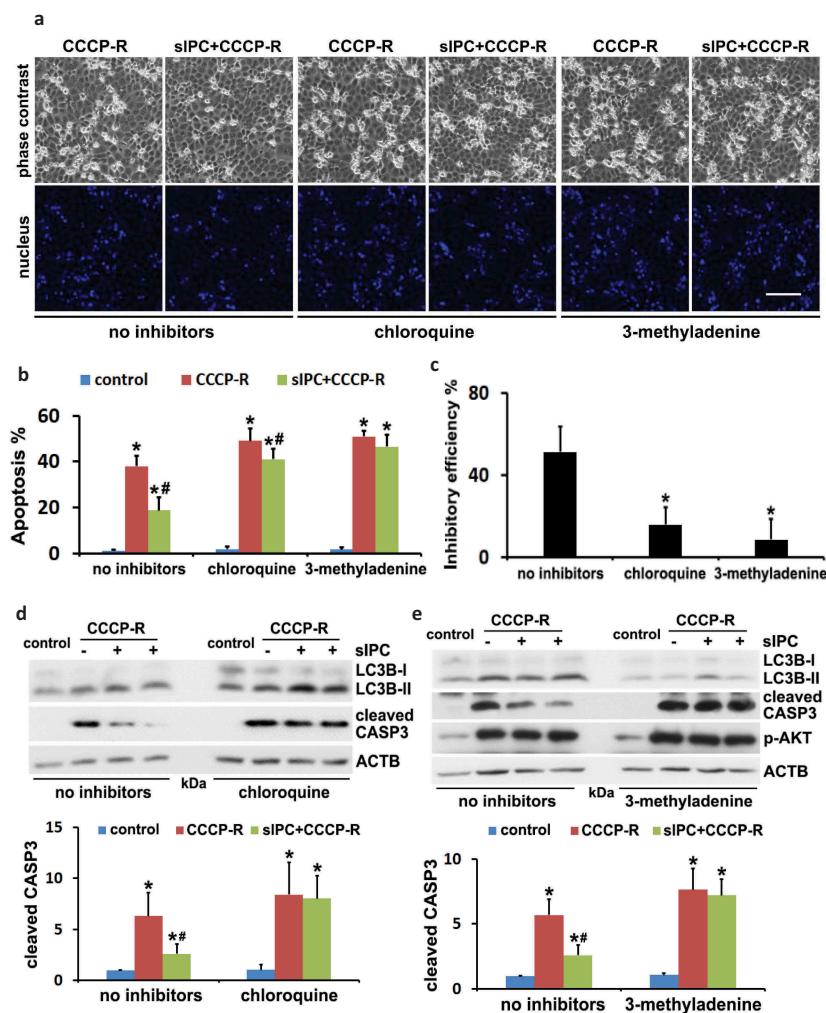 a
CCCP-R sIPC+CCCP-R CCCP-R sIPC+CCCP-R CCCP-R sIPC+CCCP-R
phase contrast
nucleus
no inhibitors chloroquine 3-methyladenine
b
control CCCP-R sIPC+CCCP-R
Apoptosis %
60
40
20
0
* *# * *# * *
no inhibitors chloroquine 3-methyladenine
c
Inhibitory efficiency %
80
40
0
* *
no inhibitors chloroquine 3-methyladenine
d
control CCCP-R control CCCP-R
- + + sIPC - + +
LC3B-I
LC3B-II
cleaved
CASP3
ACTB
no inhibitors kDa chloroquine
control CCCP-R sIPC+CCCP-R
cleaved CASP3
15
10
5
0
* *# * *
no inhibitors chloroquine
e
control CCCP-R control CCCP-R
- + + sIPC - + +
LC3B-I
LC3B-II
cleaved
CASP3
p-AKT
ACTB
no inhibitors kDa 3-methyladenine
control CCCP-R sIPC+CCCP-R
cleaved CASP3
10
5
0
* *# * *
no inhibitors 3-methyladenine